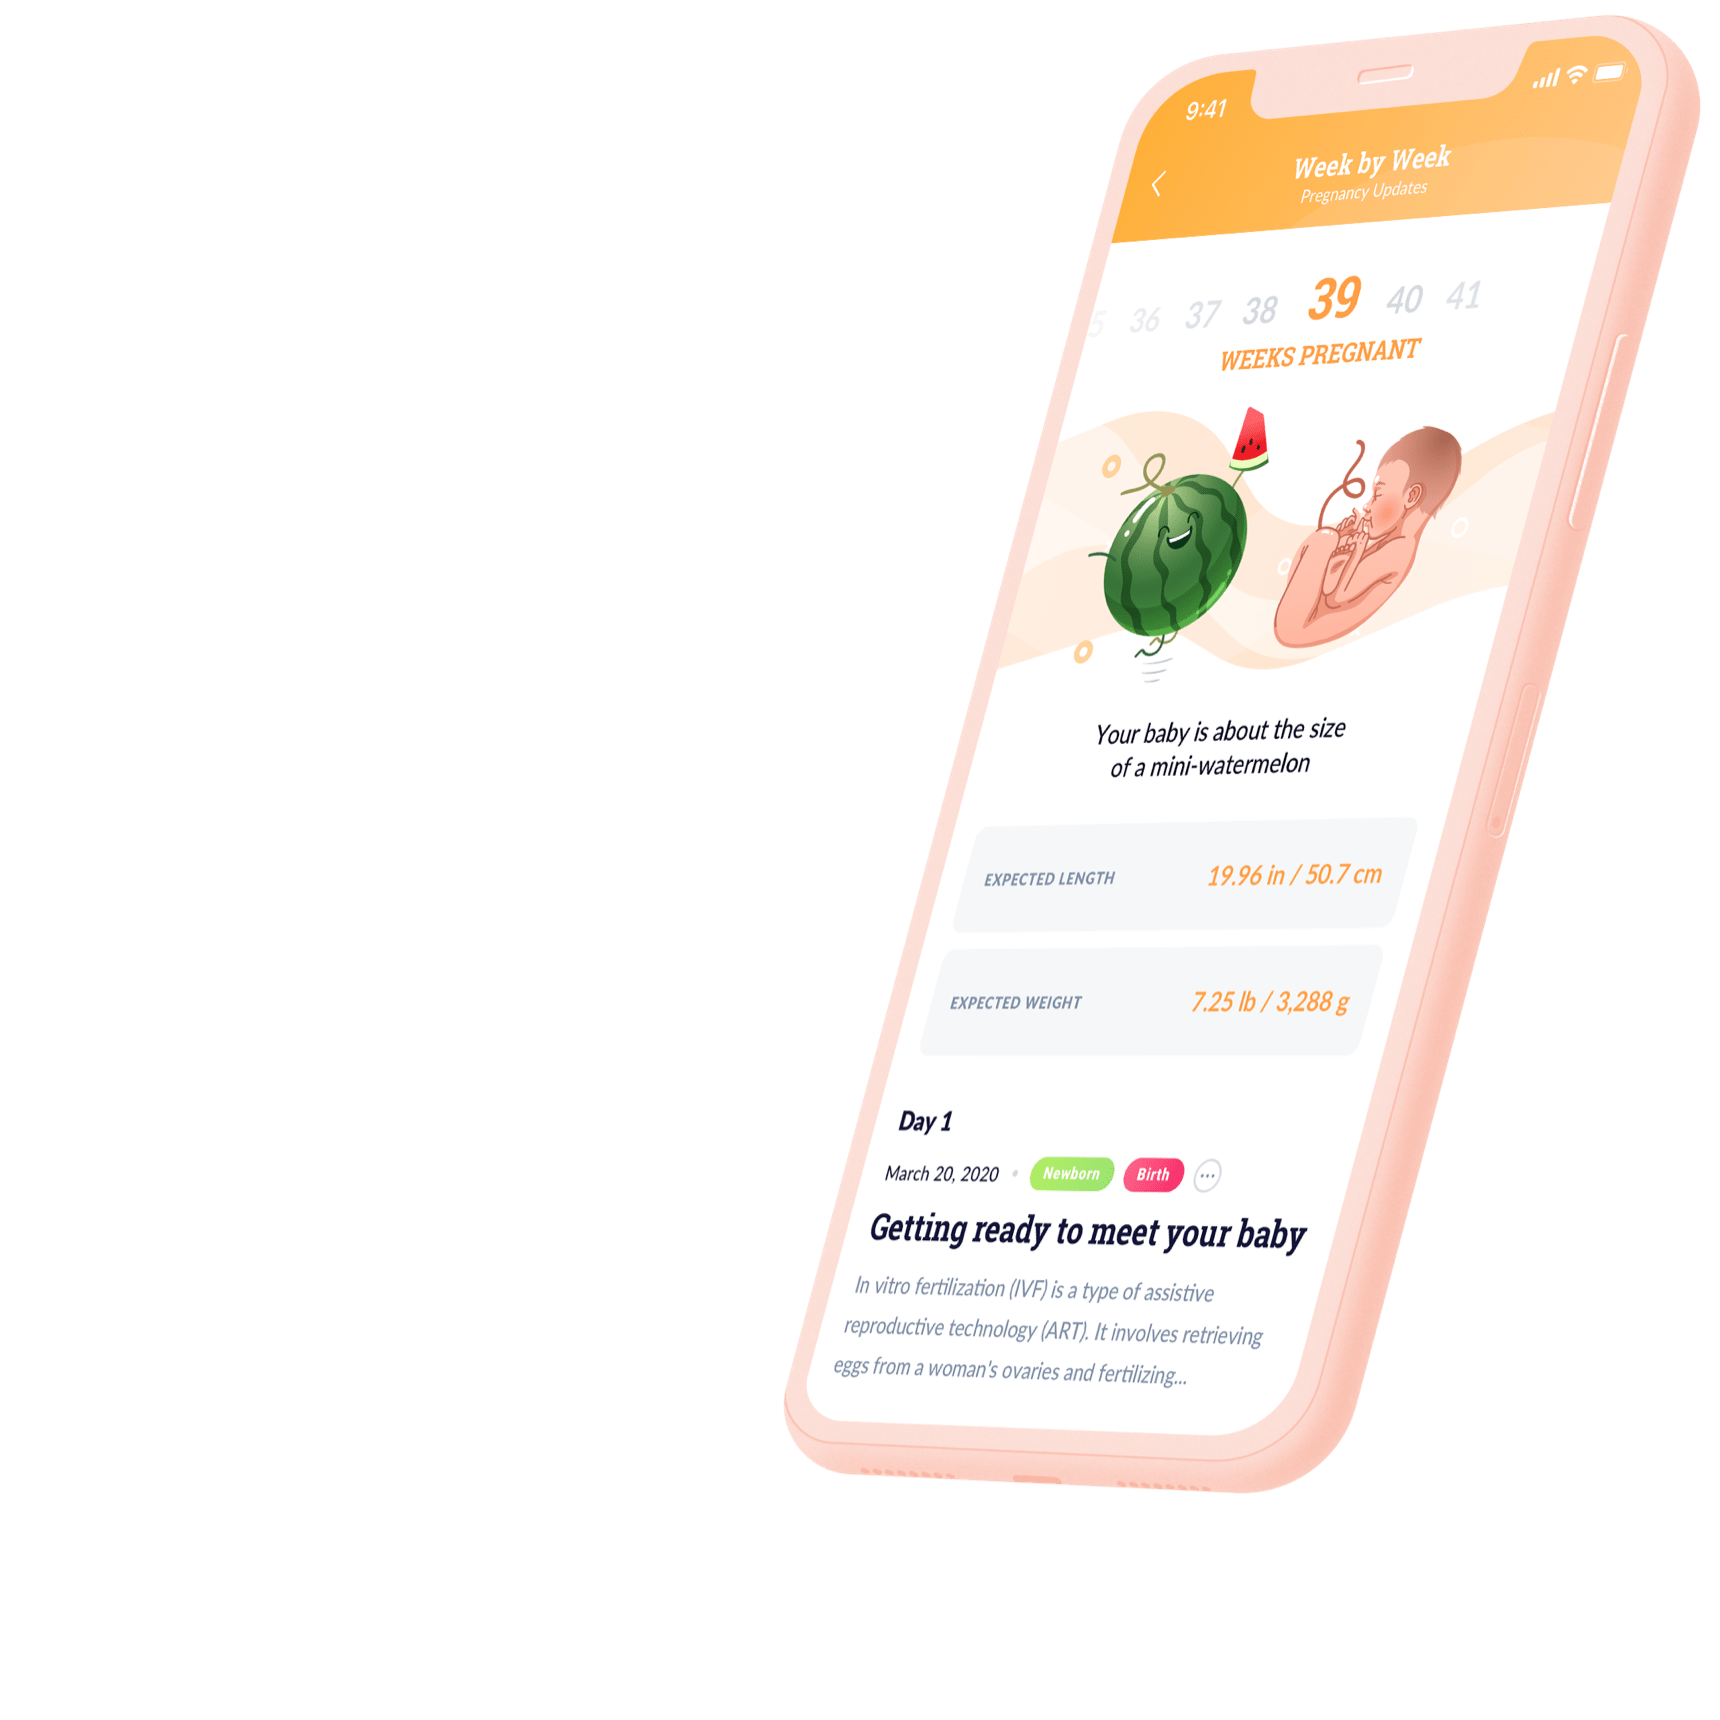 9:41
Week by Week
Pregnancy Updates
36 37 38 39 40 41
WEEKS PREGNANT
Your baby is about the size
of a mini-watermelon
EXPECTED LENGTH 19.96 in / 50.7 cm
EXPECTED WEIGHT 7.25 lb / 3,288 g
Day 1
March 20, 2020 • Newborn Birth ...
Getting ready to meet your baby
In vitro fertilization (IVF) is a type of assistive
reproductive technology (ART). It involves retrieving
eggs from a woman's ovaries and fertilizing...